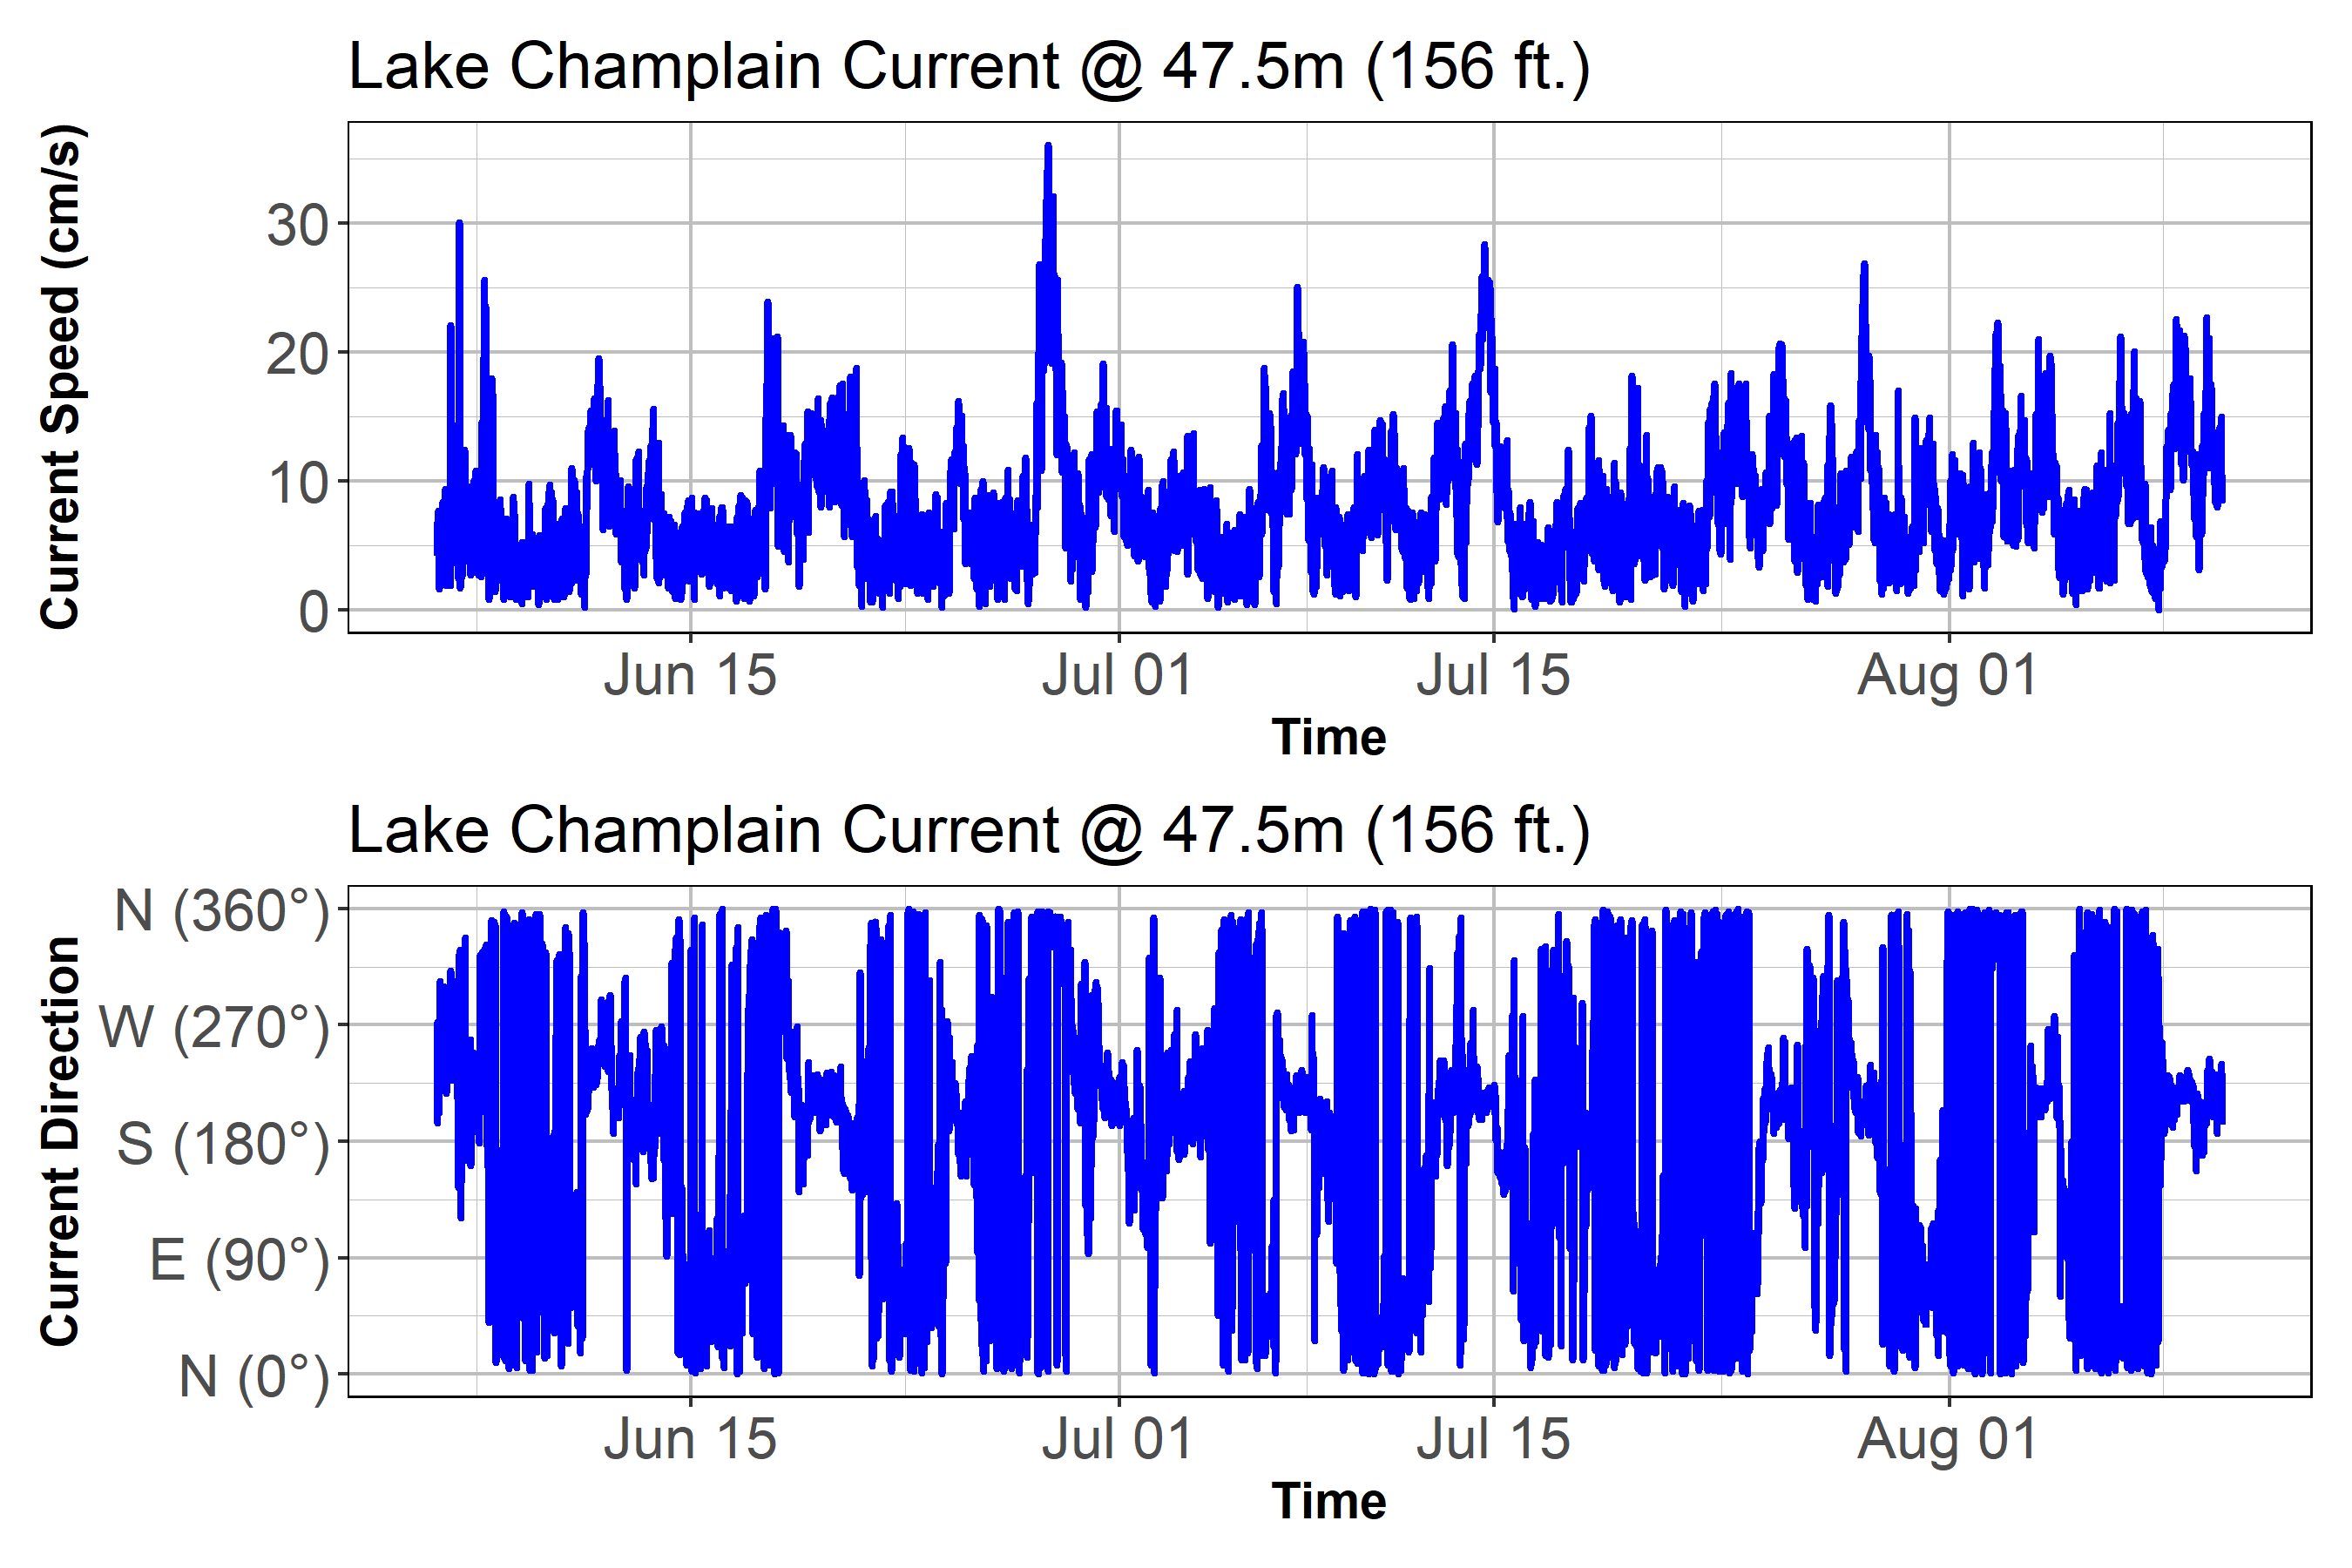 Lake Champlain Current @ 47.5m (156 ft.)
Current Speed (cm/s)
30
20
10
0
Jun 15 Jul 01 Jul 15 Aug 01
Time
Lake Champlain Current @ 47.5m (156 ft.)
Current Direction
N (360°)
W (270°)
S (180°)
E (90°)
N (0°)
Jun 15 Jul 01 Jul 15 Aug 01
Time